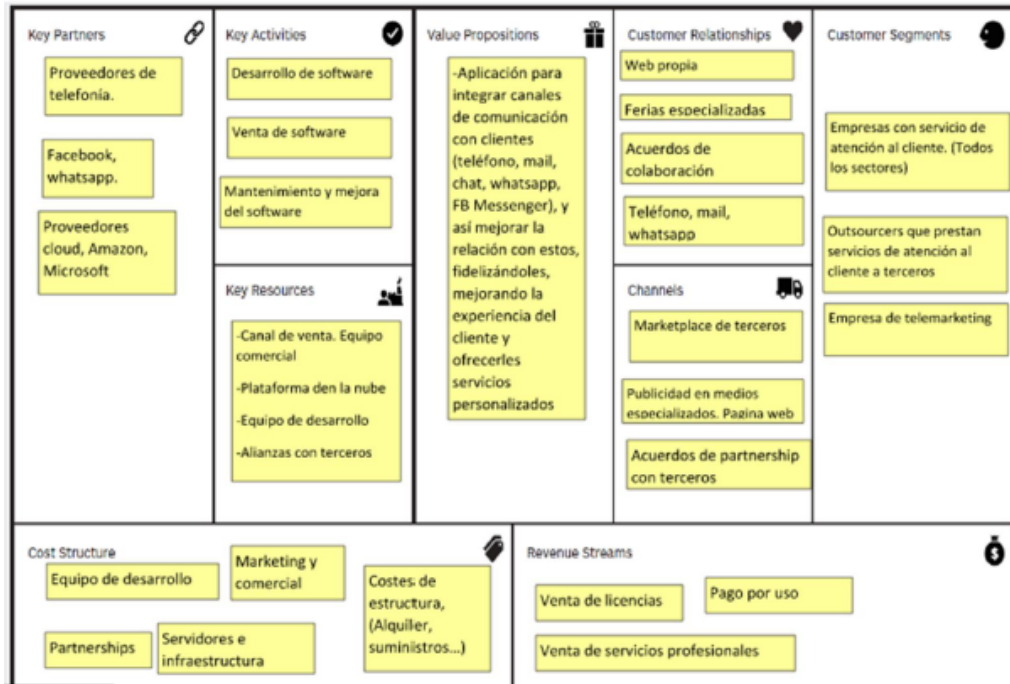 Key Partners
Proveedores de
telefonía.
Facebook,
whatsapp.
Proveedores
cloud, Amazon,
Microsoft
Key Activities
Desarrollo de software
Venta de software
Mantenimiento y mejora
del software
Key Resources
-Canal de venta. Equipo
comercial
-Plataforma den la nube
-Equipo de desarrollo
-Alianzas con terceros
Value Propositions
-Aplicación para
integrar canales
de comunicación
con clientes
(teléfono, mail,
chat, whatsapp,
FB Messenger), y
así mejorar la
relación con estos,
fidelizándoles,
mejorando la
experiencia del
cliente y
ofrecerles
servicios
personalizados
Customer Relationships
Web propia
Ferias especializadas
Acuerdos de
colaboración
Teléfono, mail,
whatsapp
Channels
Marketplace de terceros
Publicidad en medios
especializados. Pagina web
Acuerdos de partnership
con terceros
Customer Segments
Empresas con servicio de
atención al cliente. (Todos
los sectores)
Outsourcers que prestan
servicios de atención al
cliente a terceros
Empresa de telemarketing
Cost Structure
Equipo de desarrollo
Marketing y
comercial
Costes de
estructura,
(Alquiler,
suministros...)
Partnerships
Servidores e
infraestructura
Revenue Streams
Venta de licencias
Pago por uso
Venta de servicios profesionales